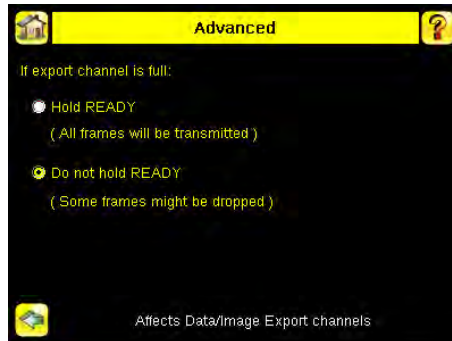 Advanced
If export channel is full:
Hold READY
( All frames will be transmitted )
Do not hold READY
( Some frames might be dropped )
Affects Data/Image Export channels